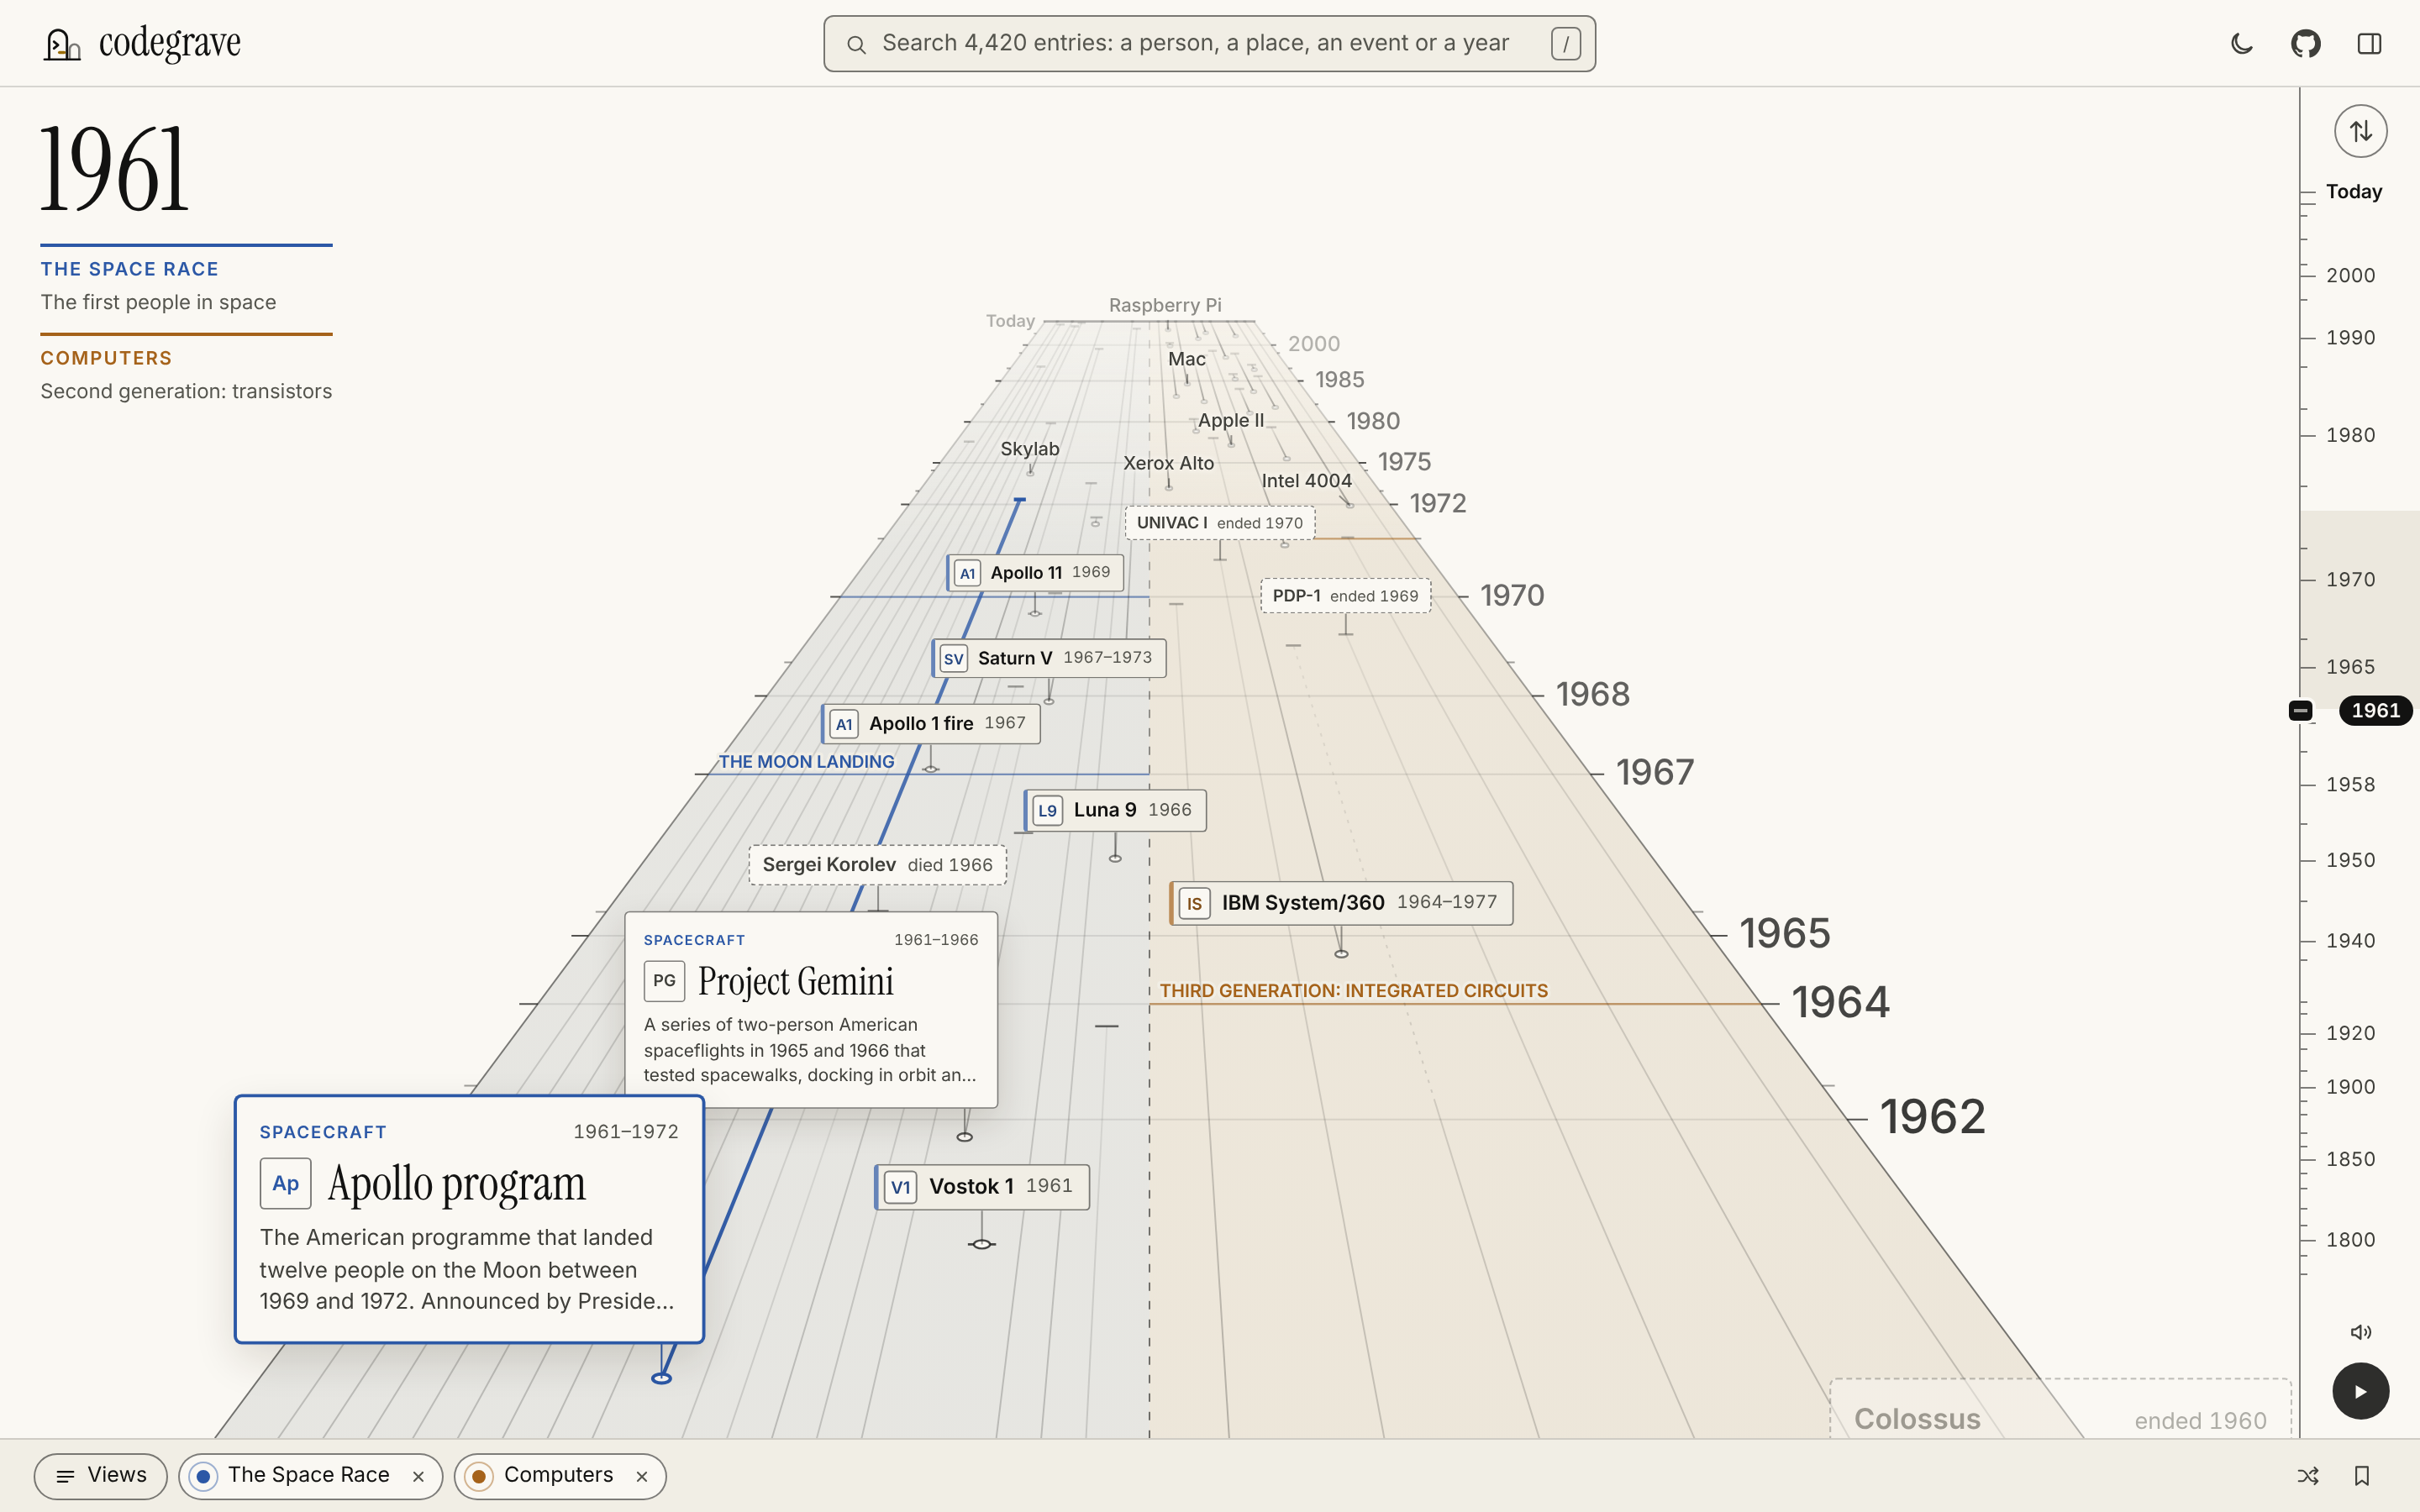 codegrave
Search 4,420 entries: a person, a place, an event or a year
/
1961
THE SPACE RACE
The first people in space
COMPUTERS
Second generation: transistors
Raspberry Pi
Today
2000
Mac
1985
Apple II
1980
Skylab
Xerox Alto
1975
Intel 4004
1972
UNIVAC I ended 1970
A1 Apollo 11 1969
PDP-1 ended 1969
1970
SV Saturn V 1967–1973
1968
A1 Apollo 1 fire 1967
THE MOON LANDING
1967
L9 Luna 9 1966
Sergei Korolev died 1966
IS IBM System/360 1964–1977
1965
SPACECRAFT 1961–1966
PG Project Gemini
A series of two-person American
spaceflights in 1965 and 1966 that
tested spacewalks, docking in orbit an...
THIRD GENERATION: INTEGRATED CIRCUITS
1964
1962
SPACECRAFT 1961–1972
Ap Apollo program
The American programme that landed
twelve people on the Moon between
1969 and 1972. Announced by Preside...
V1 Vostok 1 1961
Colossus ended 1960
Today
2000
1990
1980
1970
1965
1961
1958
1950
1940
1920
1900
1850
1800
Views
The Space Race
Computers